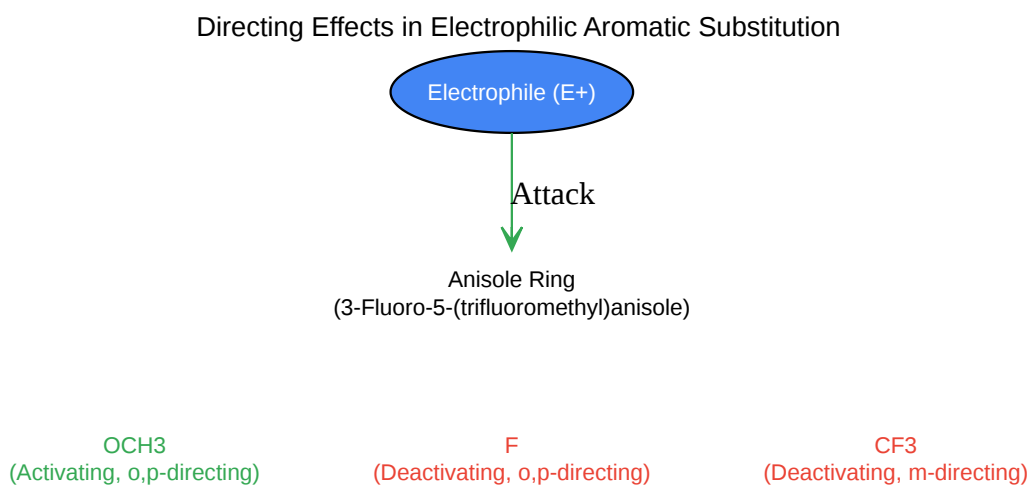 Directing Effects in Electrophilic Aromatic Substitution
Electrophile (E+)
Attack
Anisole Ring
(3-Fluoro-5-(trifluoromethyl)anisole)
OCH3
(Activating, o,p-directing)
F
(Deactivating, o,p-directing)
CF3
(Deactivating, m-directing)